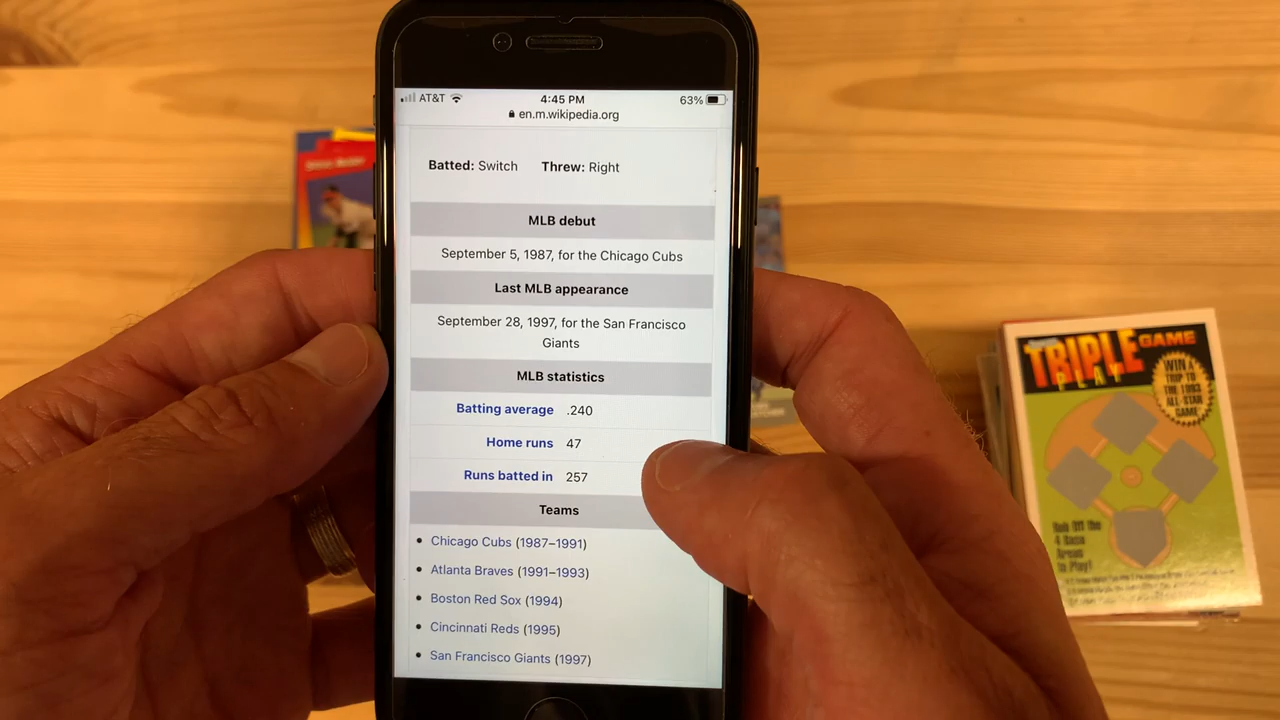 AT&T
4:45 PM
63%
en.m.wikipedia.org
Batted: Switch Threw: Right
MLB debut
September 5, 1987, for the Chicago Cubs
Last MLB appearance
September 28, 1997, for the San Francisco
Giants
MLB statistics
Batting average .240
Home runs 47
Runs batted in 257
Teams
Chicago Cubs (1987–1991)
Atlanta Braves (1991–1993)
Boston Red Sox (1994)
Cincinnati Reds (1995)
San Francisco Giants (1997)
TRIPLE
PLAY
GAME
WIN A
TRIP TO
THE 1993
ALL-STAR
GAME
Rub Off the
4 Base
Areas
to Play!